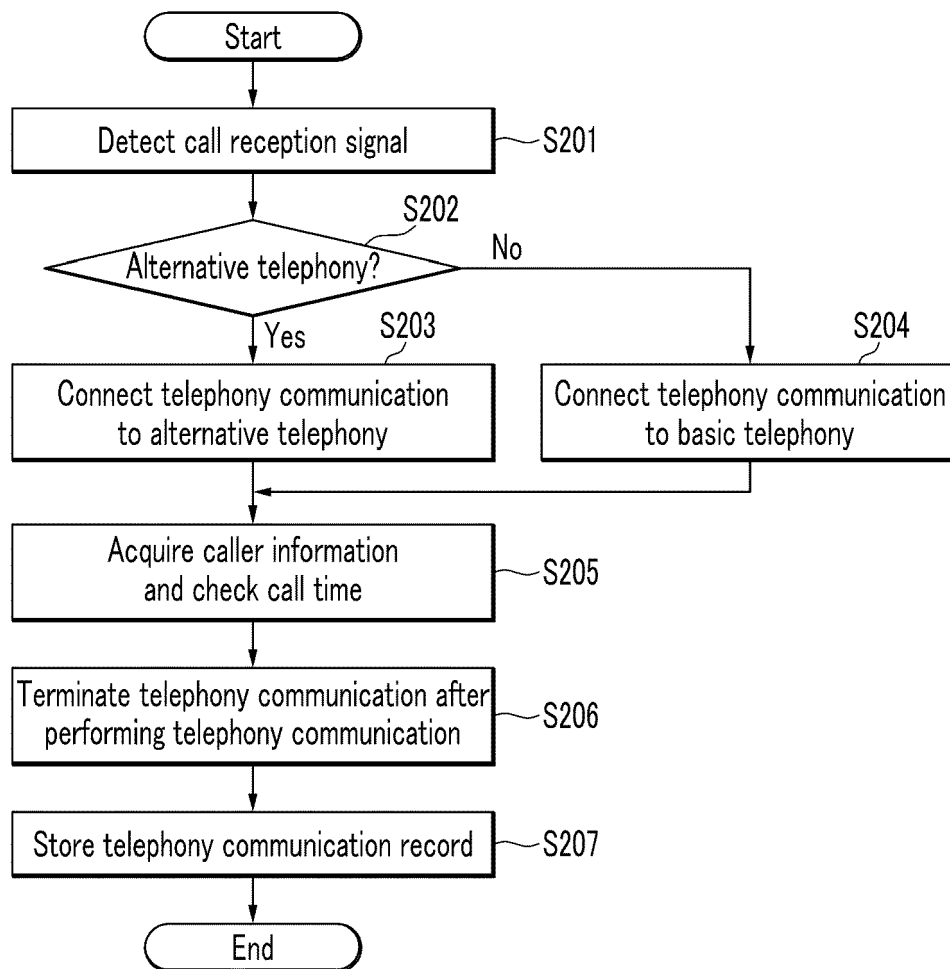 Start
Detect call reception signal
S201
S202
Alternative telephony?
No
Yes
S203
S204
Connect telephony communication
to alternative telephony
Connect telephony communication
to basic telephony
Acquire caller information
and check call time
S205
Terminate telephony communication after
performing telephony communication
S206
Store telephony communication record
S207
End